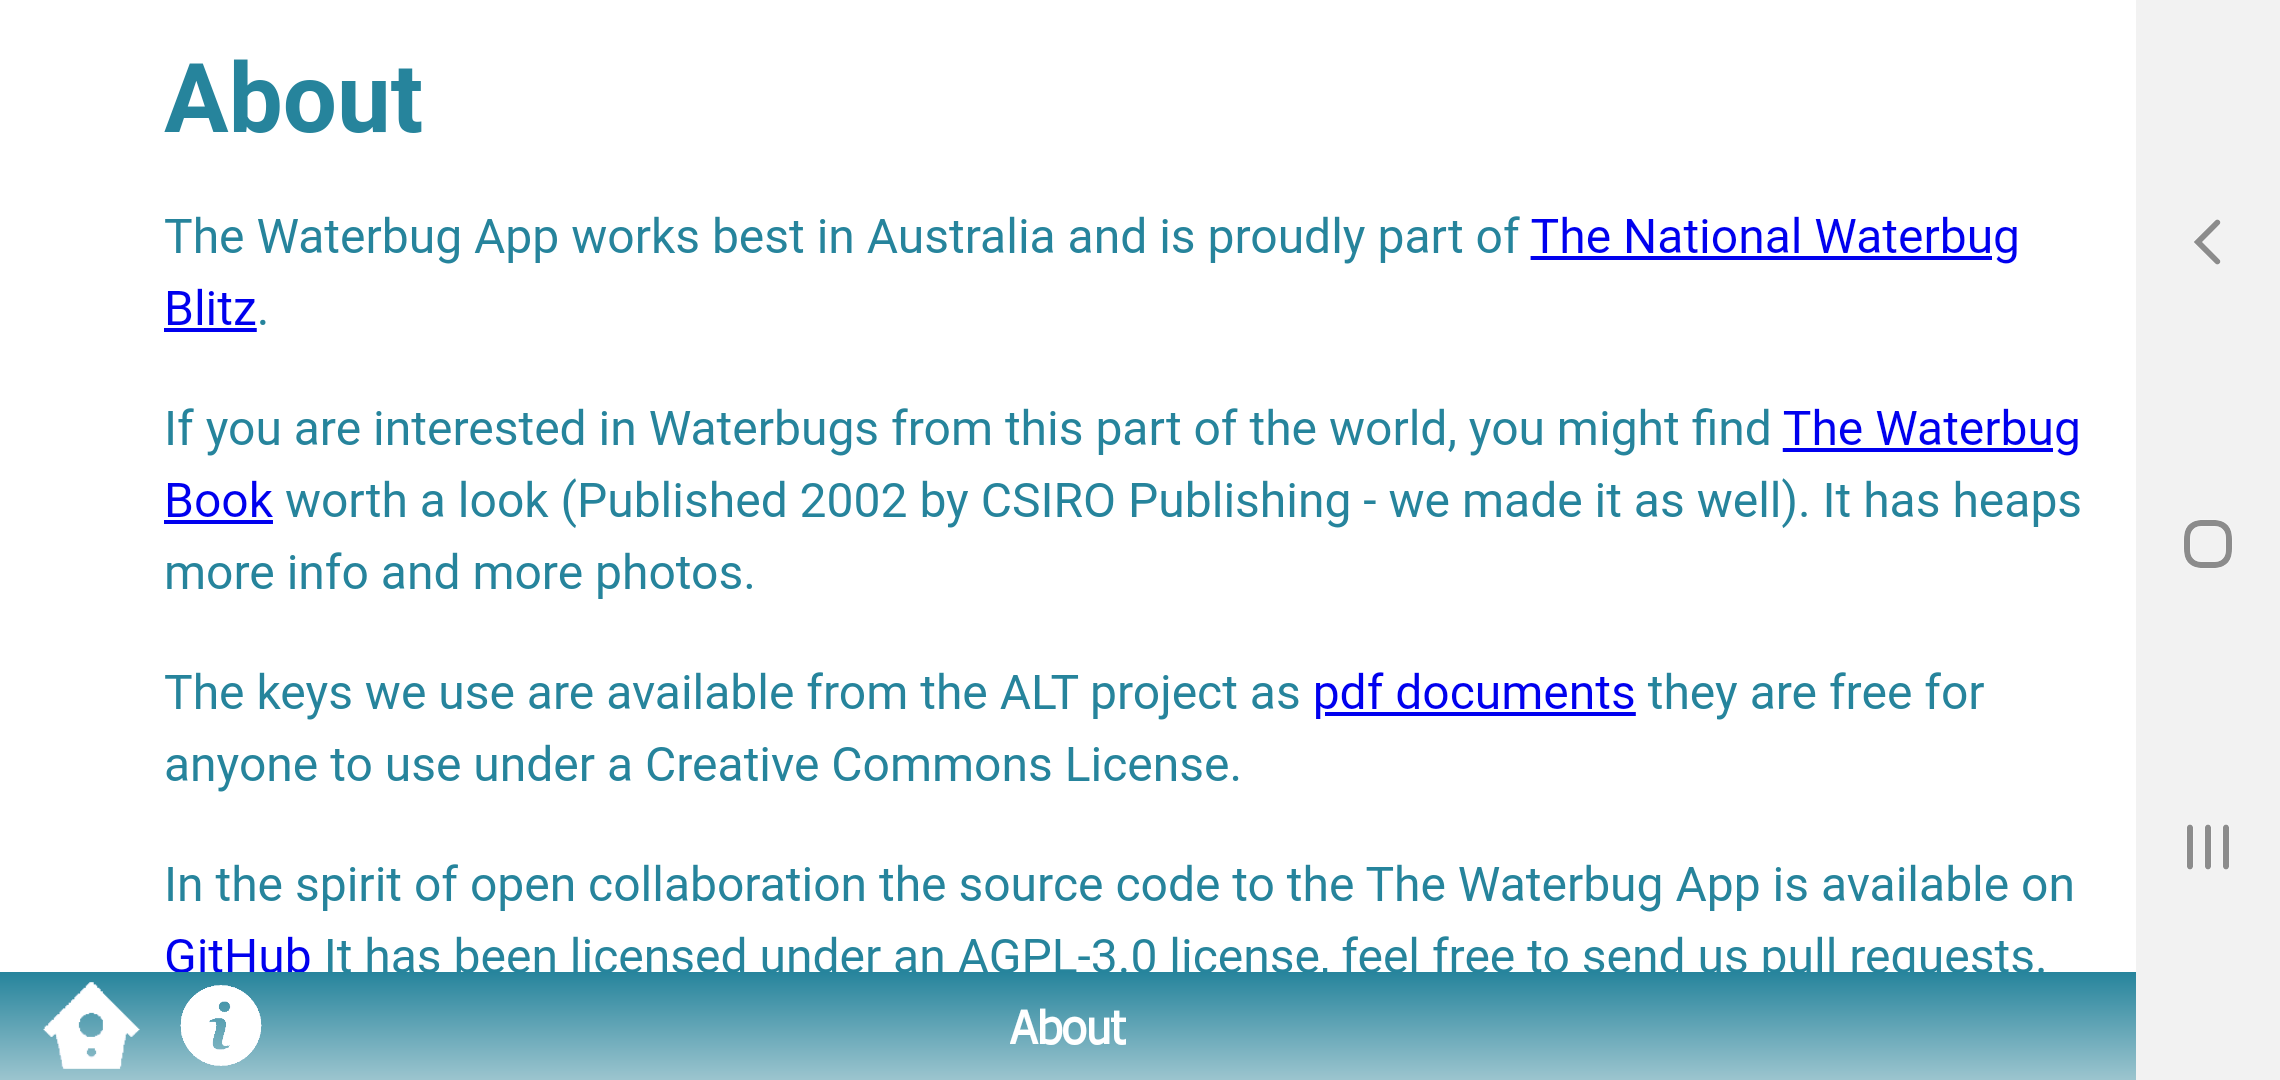 About
The Waterbug App works best in Australia and is proudly part of The National Waterbug
Blitz.
If you are interested in Waterbugs from this part of the world, you might find The Waterbug
Book worth a look (Published 2002 by CSIRO Publishing - we made it as well). It has heaps
more info and more photos.
The keys we use are available from the ALT project as pdf documents they are free for
anyone to use under a Creative Commons License.
In the spirit of open collaboration the source code to the The Waterbug App is available on
GitHub It has been licensed under an AGPL-3.0 license, feel free to send us pull requests.
About